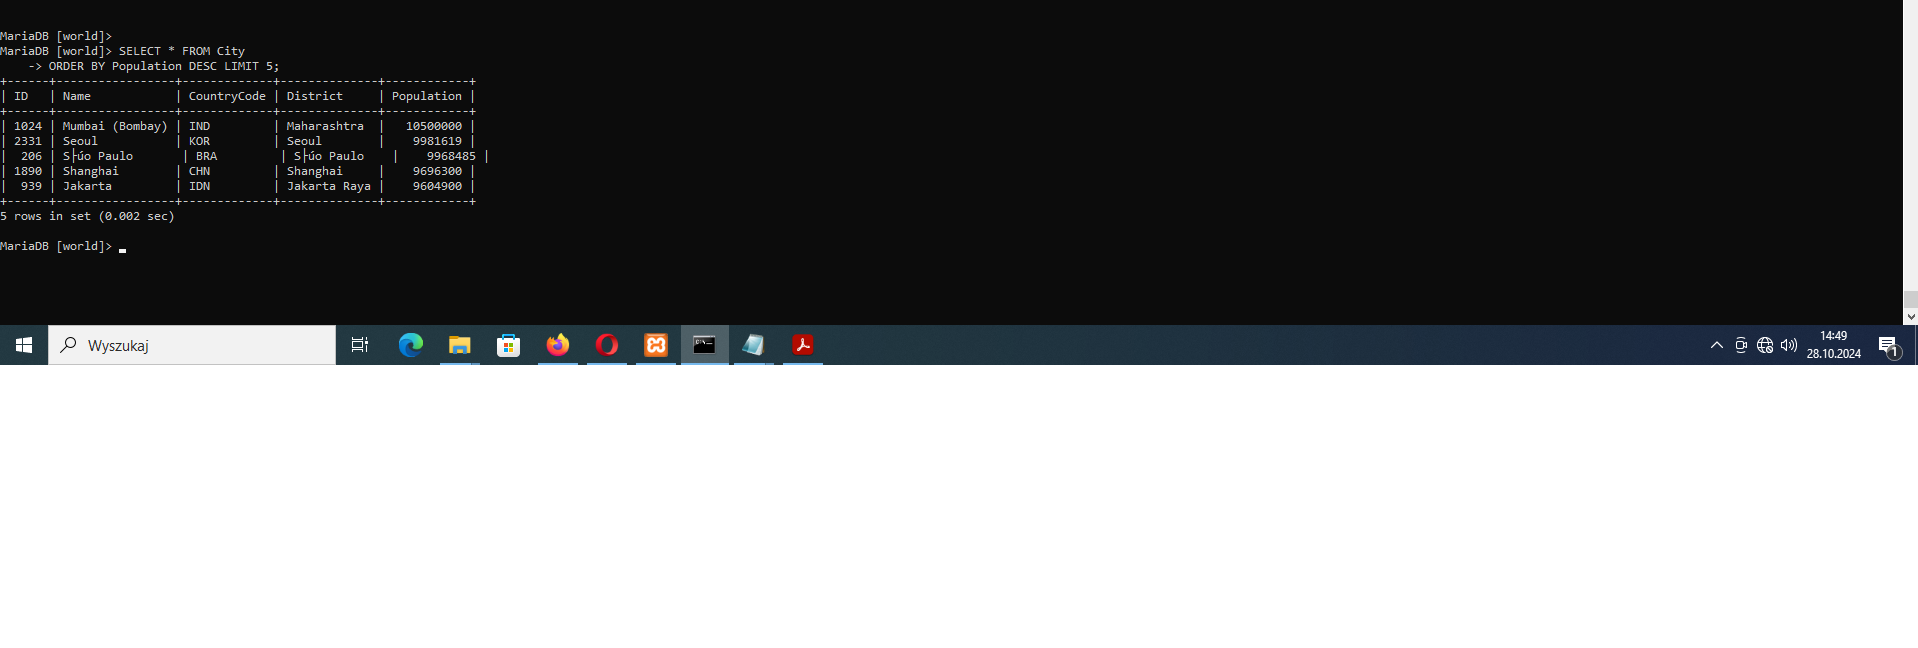 MariaDB [world]>
MariaDB [world]> SELECT * FROM City
    -> ORDER BY Population DESC LIMIT 5;
+------+-----------------+-------------+--------------+------------+
| ID   | Name            | CountryCode | District     | Population |
+------+-----------------+-------------+--------------+------------+
| 1024 | Mumbai (Bombay) | IND         | Maharashtra  |   10500000 |
| 2331 | Seoul           | KOR         | Seoul        |    9981619 |
|  206 | S├úo Paulo       | BRA         | S├úo Paulo    |    9968485 |
| 1890 | Shanghai        | CHN         | Shanghai     |    9696300 |
|  939 | Jakarta         | IDN         | Jakarta Raya |    9604900 |
+------+-----------------+-------------+--------------+------------+
5 rows in set (0.002 sec)
MariaDB [world]> _
Wyszukaj
14:49
28.10.2024
1